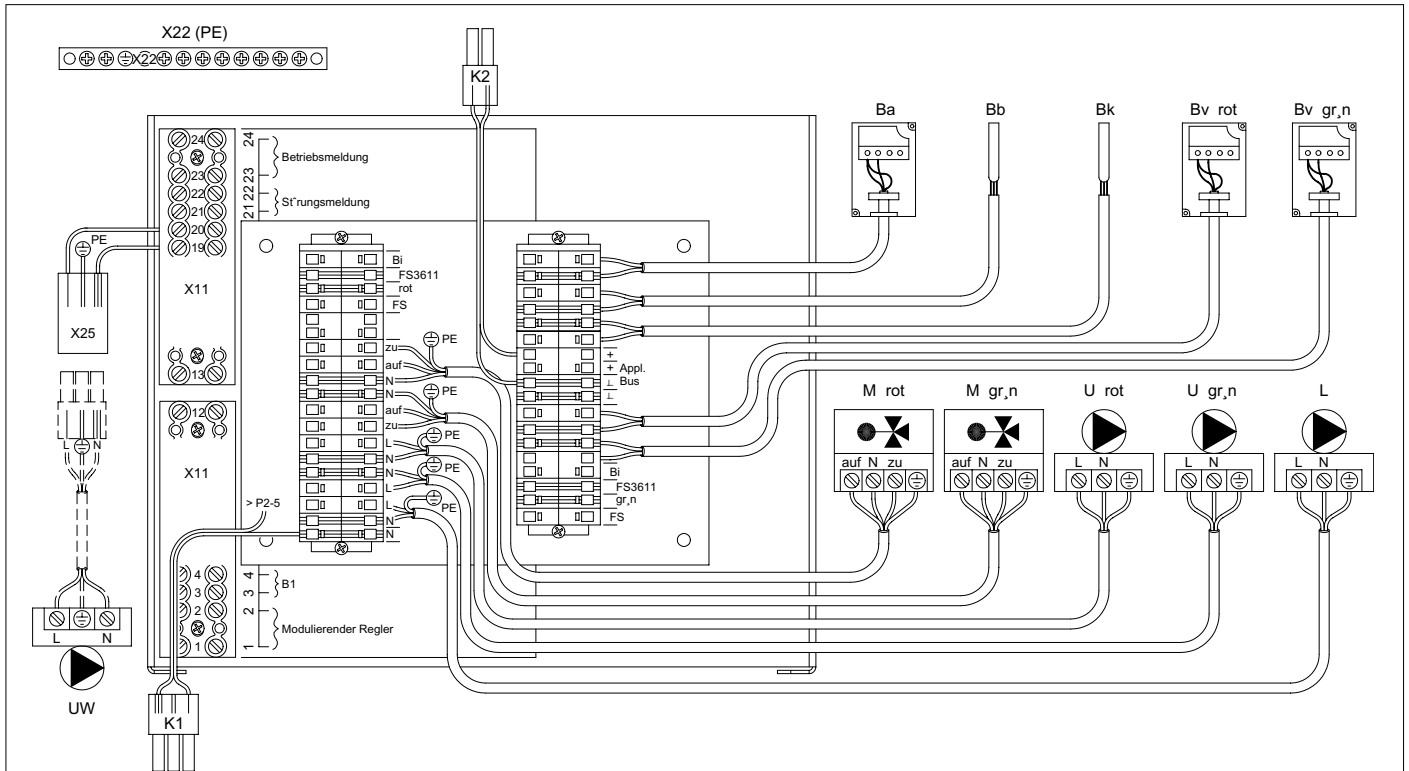 X22 (PE)
X22
K2
Ba
Bb
Bk
Bv rot
Bv gr¸n
24
23
22
21
20
19
X11
13
12
X11
4
3
2
1
24
23
22
21
Betriebsmeldung
Stˆrungsmeldung
PE
X25
L
N
L
N
UW
> P2-5
K1
4
3
2
1
B1
Modulierender Regler
Bi
FS3611
rot
FS
zu
auf
N
N
auf
zu
L
N
N
L
L
N
N
PE
PE
PE
PE
PE
+
+ Appl.
⊥ Bus
⊥
Bi
FS3611
gr¸n
FS
M rot
M gr¸n
U rot
U gr¸n
L
auf N zu
auf N zu
L N
L N
L N